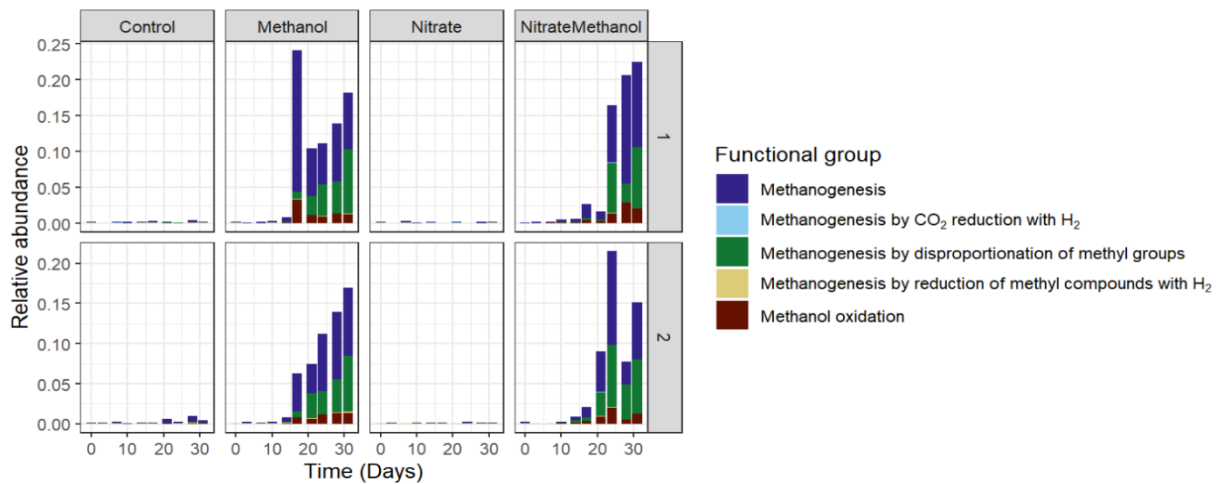 Control Methanol Nitrate NitrateMethanol
Relative abundance
0.25
0.20
0.15
0.10
0.05
0.00
1
0.20
0.15
0.10
0.05
0.00
2
0 10 20 30 0 10 20 30 0 10 20 30 0 10 20 30
Time (Days)
Functional group
Methanogenesis
Methanogenesis by CO₂ reduction with H₂
Methanogenesis by disproportionation of methyl groups
Methanogenesis by reduction of methyl compounds with H₂
Methanol oxidation